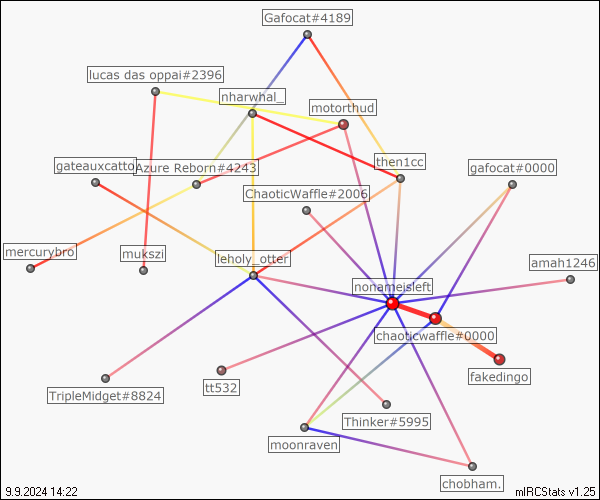 Gafocat#4189
lucas das oppai#2396
nharwhal_
motorthud
then1cc
gateauxcatto
Azure Reborn#4243
gafocat#0000
ChaoticWaffle#2006
mercurybro
mukszi
leholy_otter
amah1246
nonameisleft
chaoticwaffle#0000
fakedingo
TripleMidget#8824
tt532
Thinker#5995
moonraven
chobham.
9.9.2024 14:22
mIRCStats v1.25